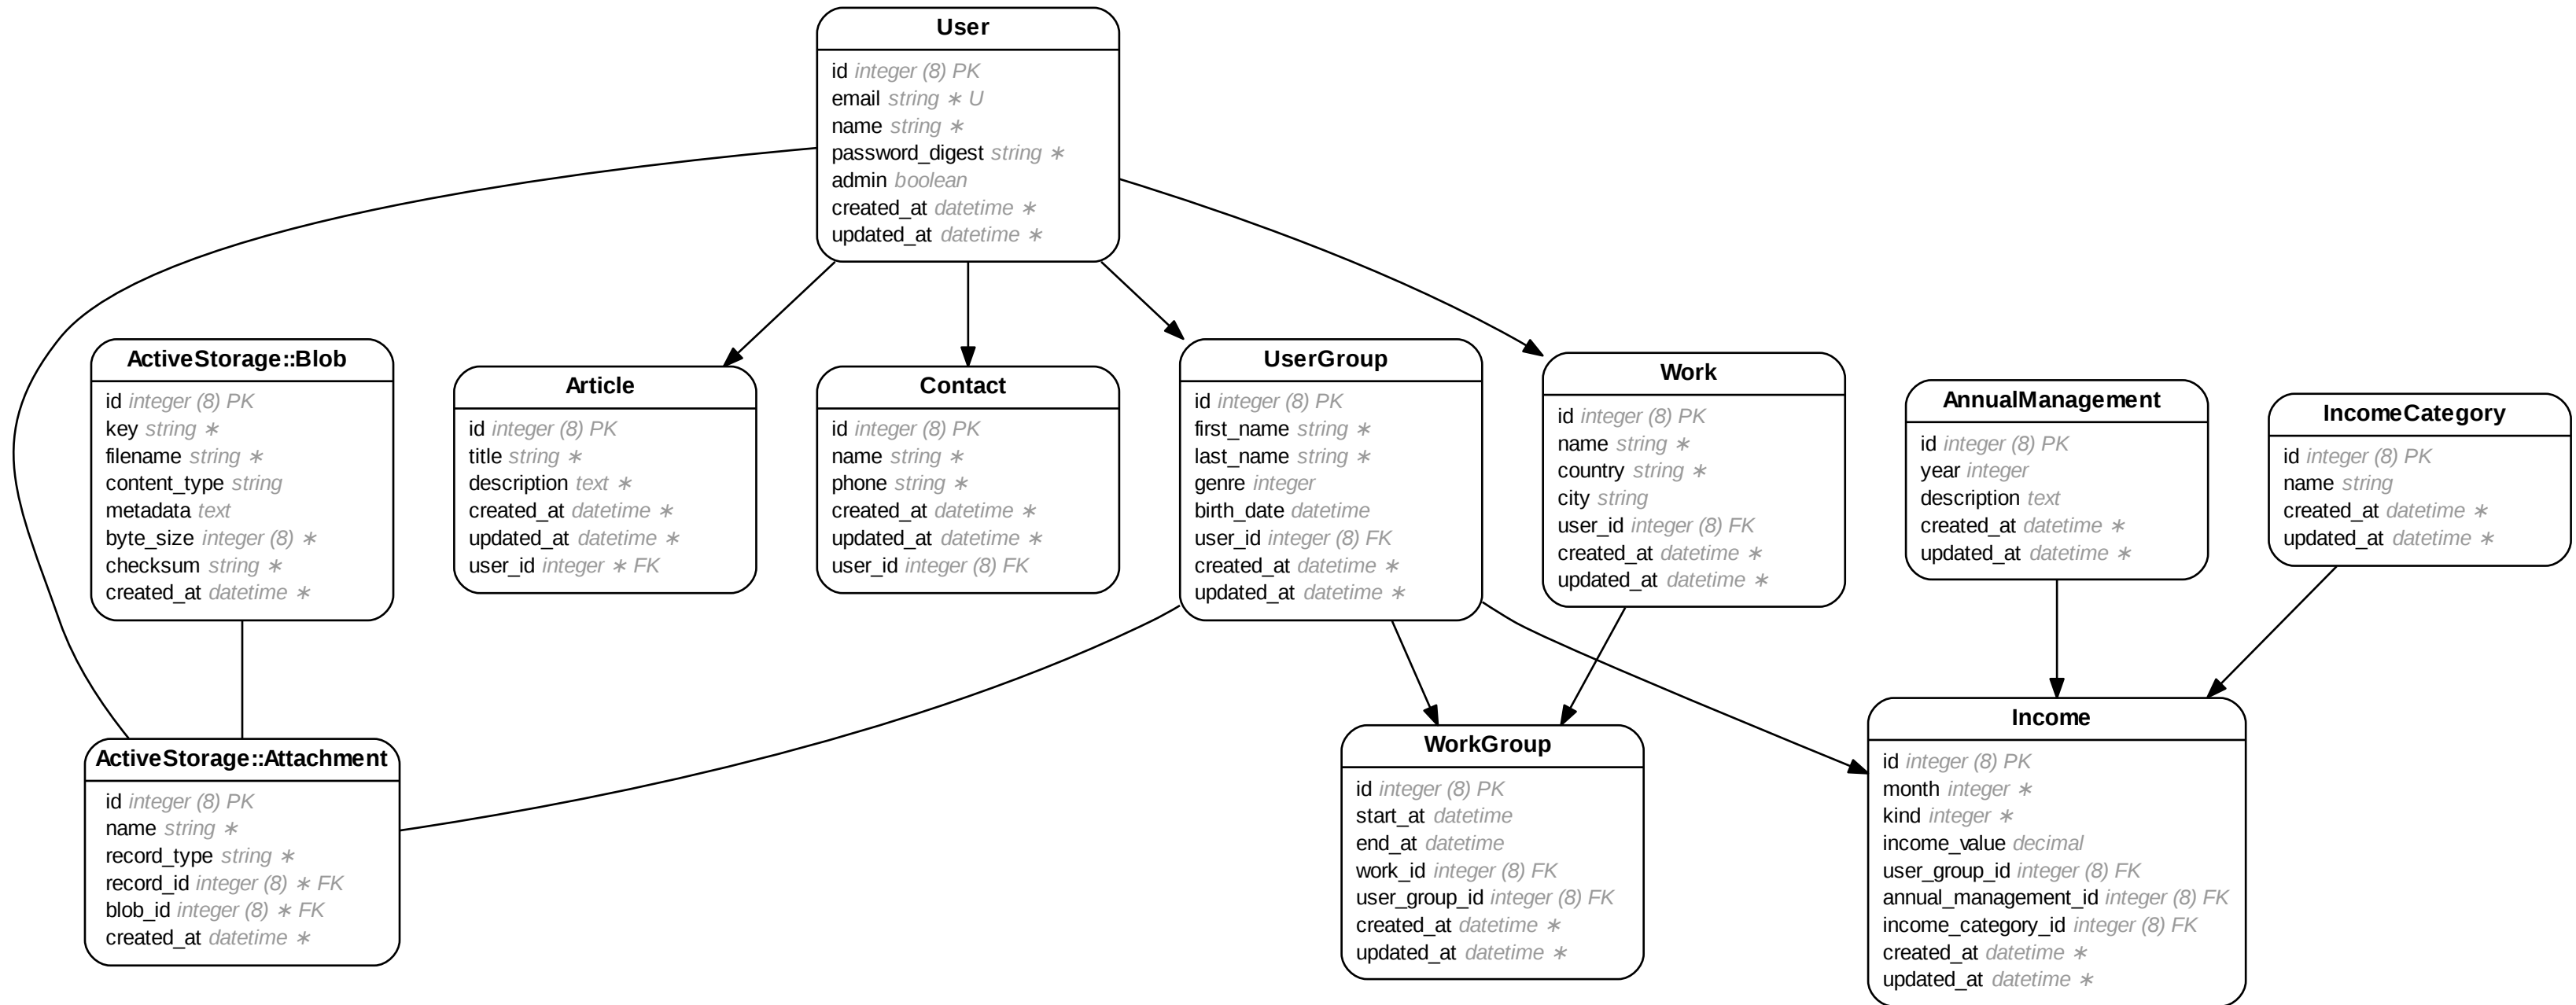 User
id integer (8) PK
email string ∗ U
name string ∗
password_digest string ∗
admin boolean
created_at datetime ∗
updated_at datetime ∗
ActiveStorage::Blob
id integer (8) PK
key string ∗
filename string ∗
content_type string
metadata text
byte_size integer (8) ∗
checksum string ∗
created_at datetime ∗
Article
id integer (8) PK
title string ∗
description text ∗
created_at datetime ∗
updated_at datetime ∗
user_id integer ∗ FK
Contact
id integer (8) PK
name string ∗
phone string ∗
created_at datetime ∗
updated_at datetime ∗
user_id integer (8) FK
UserGroup
id integer (8) PK
first_name string ∗
last_name string ∗
genre integer
birth_date datetime
user_id integer (8) FK
created_at datetime ∗
updated_at datetime ∗
Work
id integer (8) PK
name string ∗
country string ∗
city string
user_id integer (8) FK
created_at datetime ∗
updated_at datetime ∗
AnnualManagement
id integer (8) PK
year integer
description text
created_at datetime ∗
updated_at datetime ∗
IncomeCategory
id integer (8) PK
name string
created_at datetime ∗
updated_at datetime ∗
ActiveStorage::Attachment
id integer (8) PK
name string ∗
record_type string ∗
record_id integer (8) ∗ FK
blob_id integer (8) ∗ FK
created_at datetime ∗
WorkGroup
id integer (8) PK
start_at datetime
end_at datetime
work_id integer (8) FK
user_group_id integer (8) FK
created_at datetime ∗
updated_at datetime ∗
Income
id integer (8) PK
month integer ∗
kind integer ∗
income_value decimal
user_group_id integer (8) FK
annual_management_id integer (8) FK
income_category_id integer (8) FK
created_at datetime ∗
updated_at datetime ∗